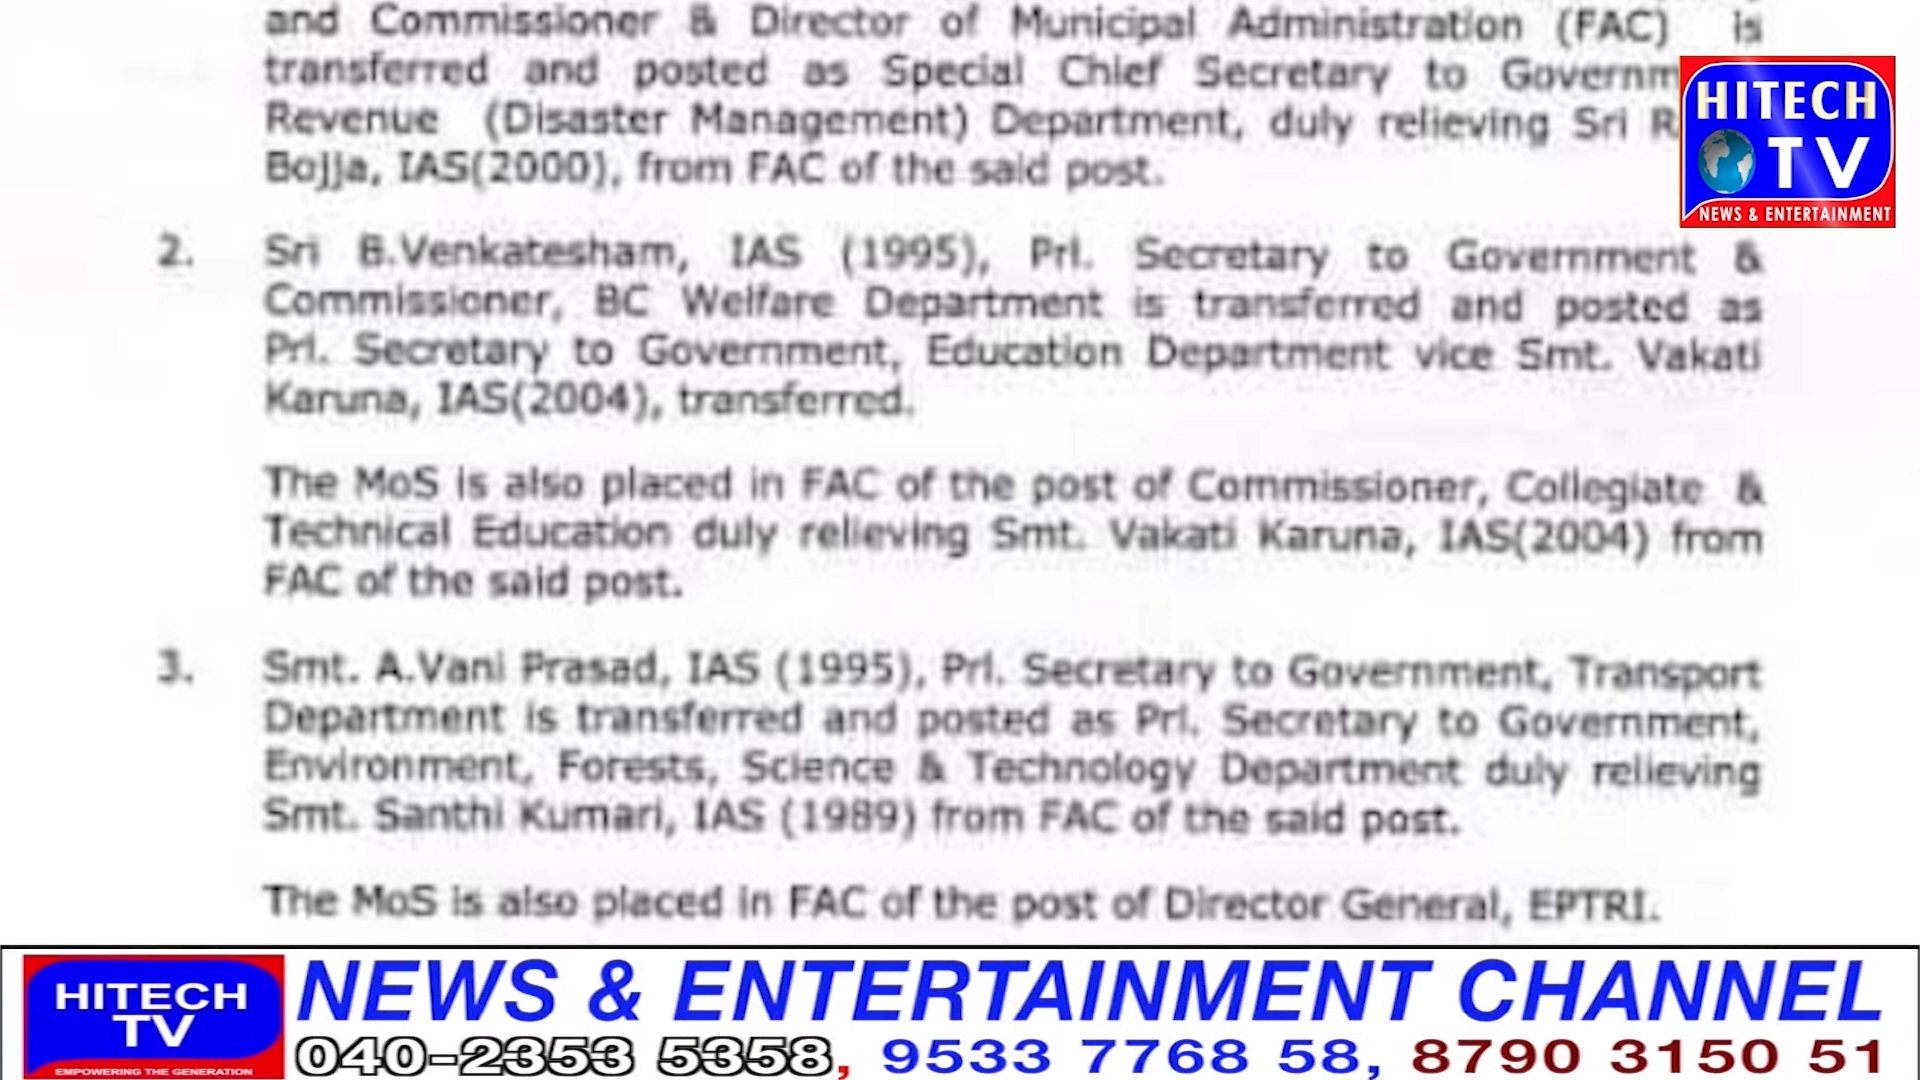 and Commissioner & Director of Municipal Administration (FAC) is
transferred and posted as Special Chief Secretary to Governm
Revenue (Disaster Management) Department, duly relieving Sri R
Bojja, IAS(2000), from FAC of the said post.
2. Sri B.Venkatesham, IAS (1995), Prl. Secretary to Government &
Commissioner, BC Welfare Department is transferred and posted as
Prl. Secretary to Government, Education Department vice Smt. Vakati
Karuna, IAS(2004), transferred.
The MoS is also placed in FAC of the post of Commissioner, Collegiate &
Technical Education duly relieving Smt. Vakati Karuna, IAS(2004) from
FAC of the said post.
3. Smt. A.Vani Prasad, IAS (1995), Prl. Secretary to Government, Transport
Department is transferred and posted as Prl. Secretary to Government,
Environment, Forests, Science & Technology Department duly relieving
Smt. Santhi Kumari, IAS (1989) from FAC of the said post.
The MoS is also placed in FAC of the post of Director General, EPTRI.
HITECH
TV
NEWS & ENTERTAINMENT
HITECH
TV
EMPOWERING THE GENERATION
NEWS & ENTERTAINMENT CHANNEL
040-2353 5358, 9533 7768 58, 8790 3150 51